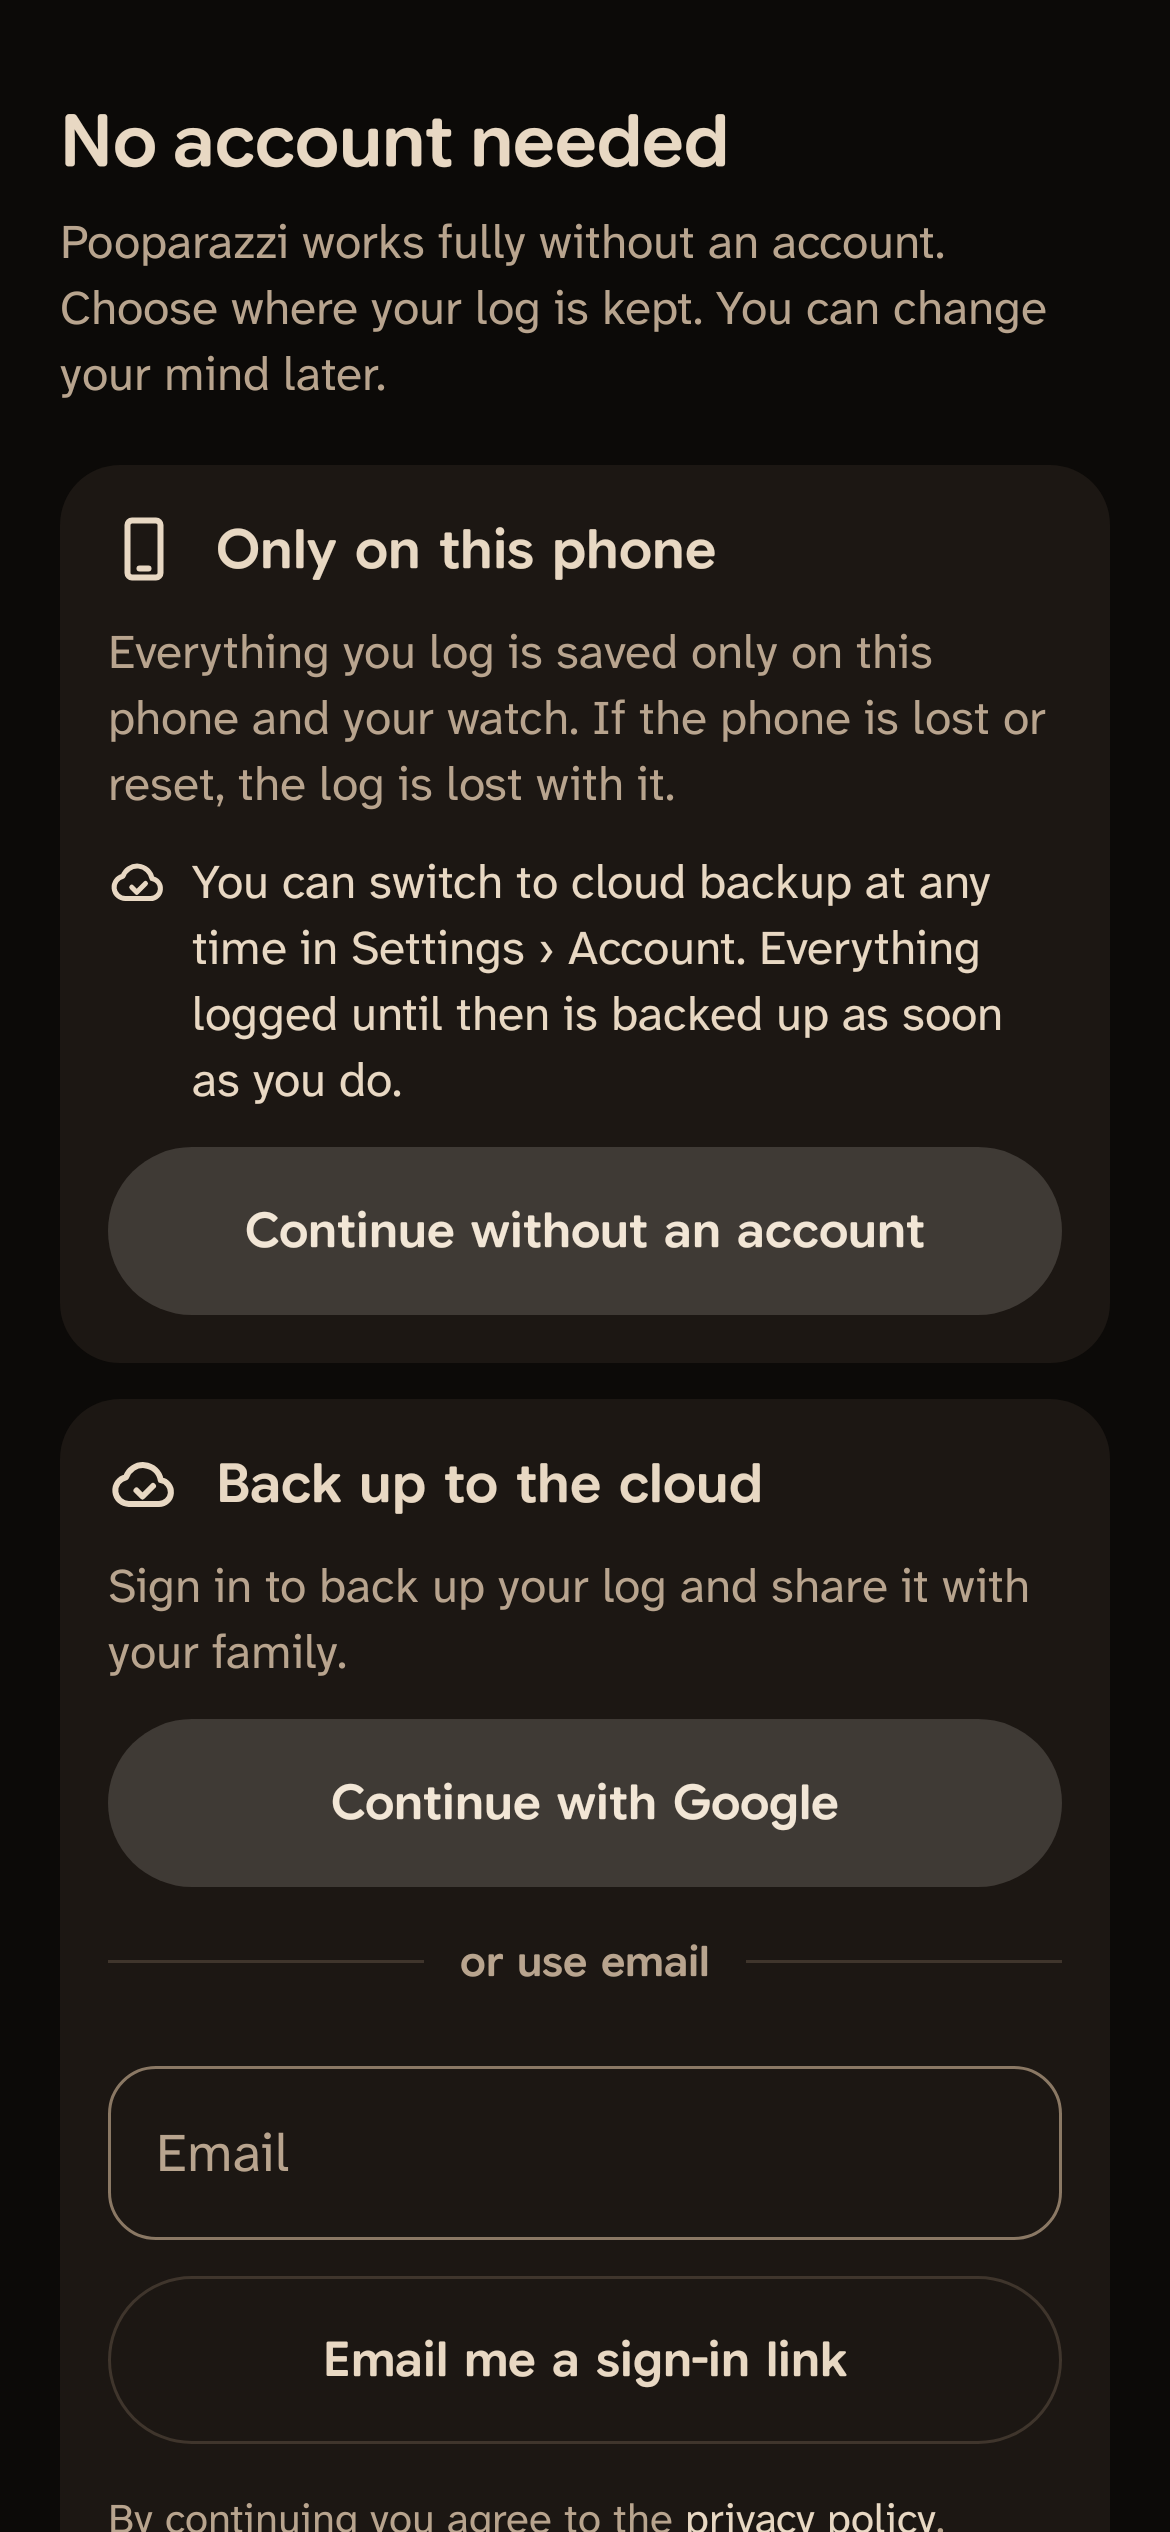 No account needed
Pooparazzi works fully without an account.
Choose where your log is kept. You can change
your mind later.
Only on this phone
Everything you log is saved only on this
phone and your watch. If the phone is lost or
reset, the log is lost with it.
You can switch to cloud backup at any
time in Settings › Account. Everything
logged until then is backed up as soon
as you do.
Continue without an account
Back up to the cloud
Sign in to back up your log and share it with
your family.
Continue with Google
or use email
Email
Email me a sign-in link
By continuing you agree to the privacy policy.